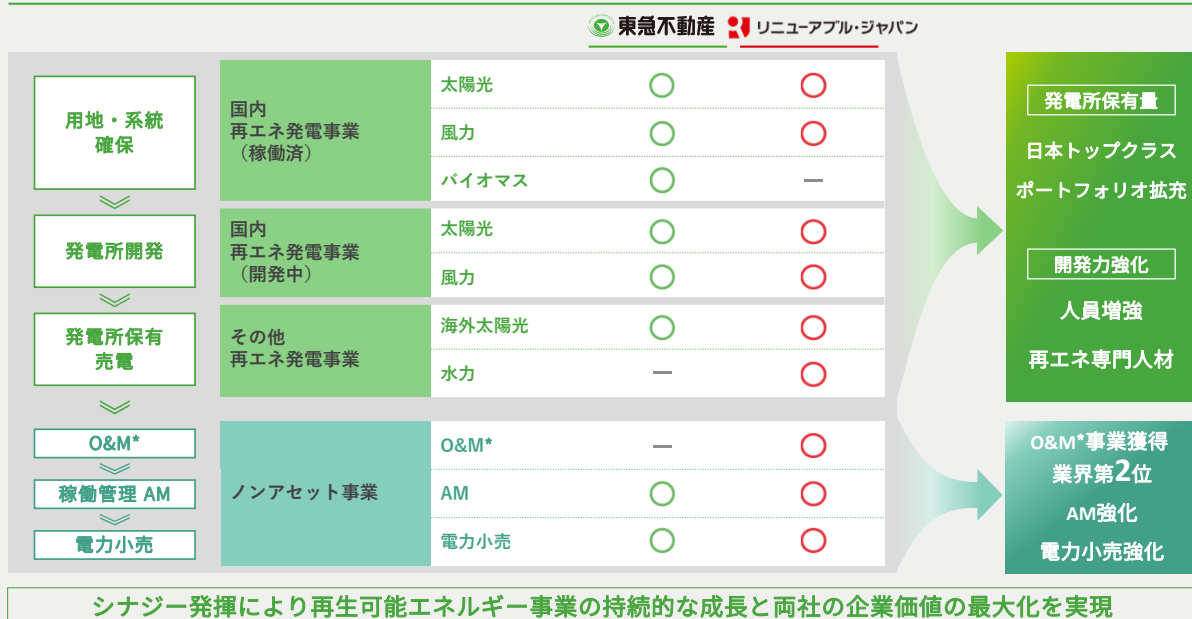 東急不動産 リニューアブル・ジャパン
用地・系統
確保
発電所開発
発電所保有
売電
O&M*
稼働管理 AM
電力小売
国内
再エネ発電事業
（稼働済）
太陽光 〇 〇
風力 〇 〇
バイオマス 〇 ―
国内
再エネ発電事業
（開発中）
太陽光 〇 〇
風力 〇 〇
その他
再エネ発電事業
海外太陽光 〇 〇
水力 ― 〇
ノンアセット事業
O&M* ― 〇
AM 〇 〇
電力小売 〇 〇
発電所保有量
日本トップクラス
ポートフォリオ拡充
開発力強化
人員増強
再エネ専門人材
O&M*事業獲得
業界第2位
AM強化
電力小売強化
シナジー発揮により再生可能エネルギー事業の持続的な成長と両社の企業価値の最大化を実現